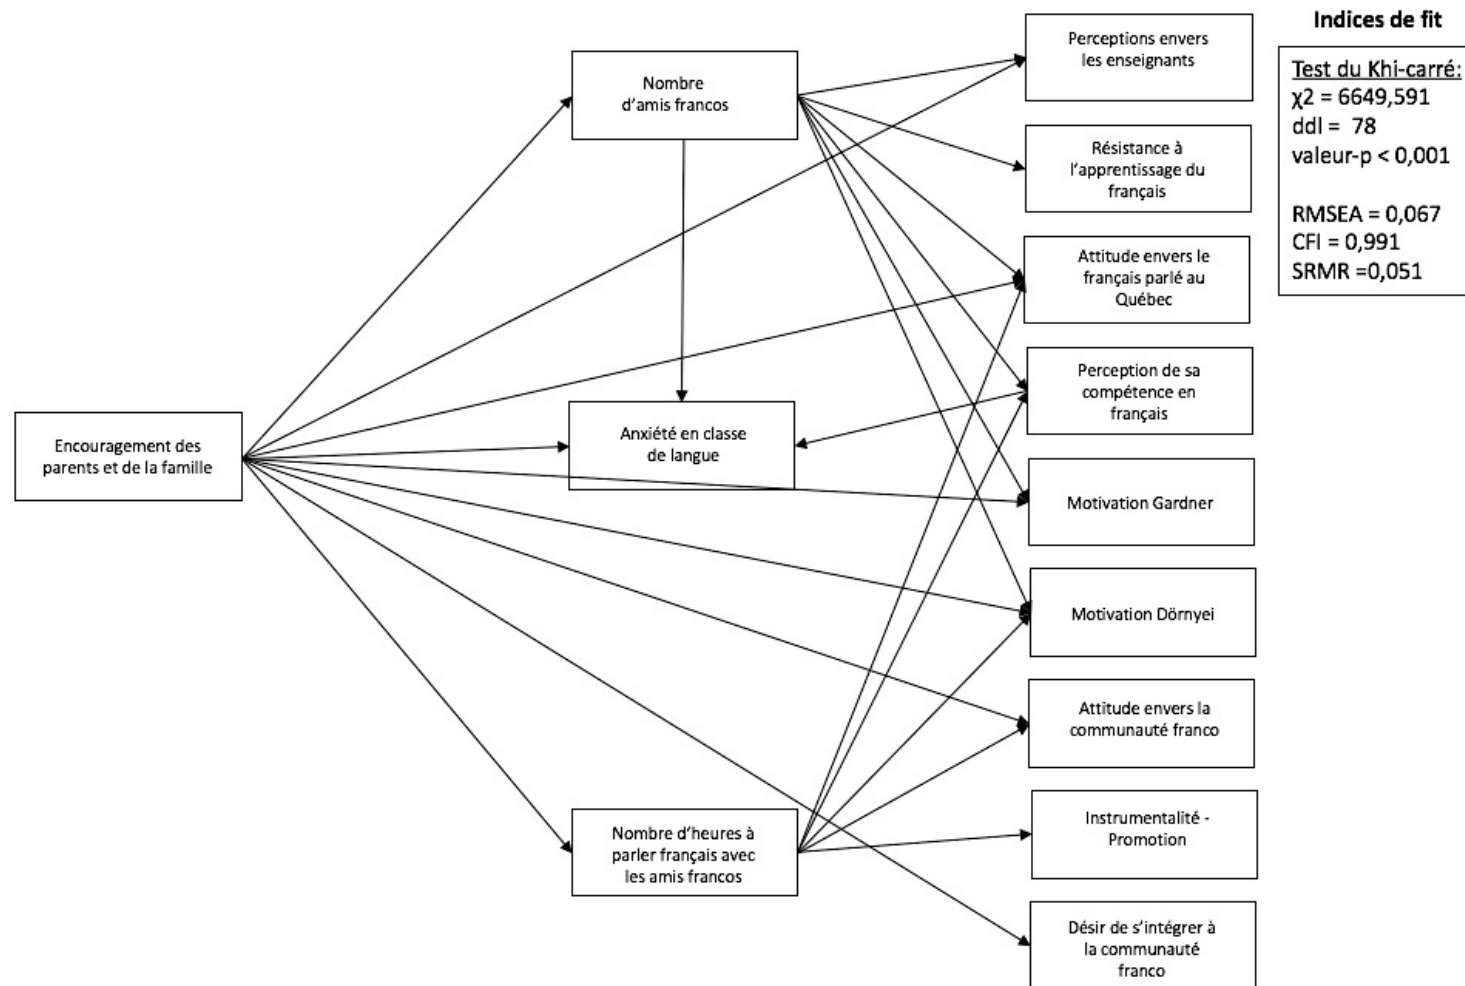 Indices de fit
Perceptions envers
les enseignants
Test du Khi-carré:
χ2 = 6649,591
ddl = 78
valeur-p < 0,001
RMSEA = 0,067
CFI = 0,991
SRMR =0,051
Nombre
d'amis francos
Résistance à
l'apprentissage du
français
Attitude envers le
français parlé au
Québec
Perception de sa
compétence en
français
Encouragement des
parents et de la famille
Anxiété en classe
de langue
Motivation Gardner
Motivation Dörnyei
Attitude envers la
communauté franco
Nombre d'heures à
parler français avec
les amis francos
Instrumentalité -
Promotion
Désir de s'intégrer à
la communauté
franco